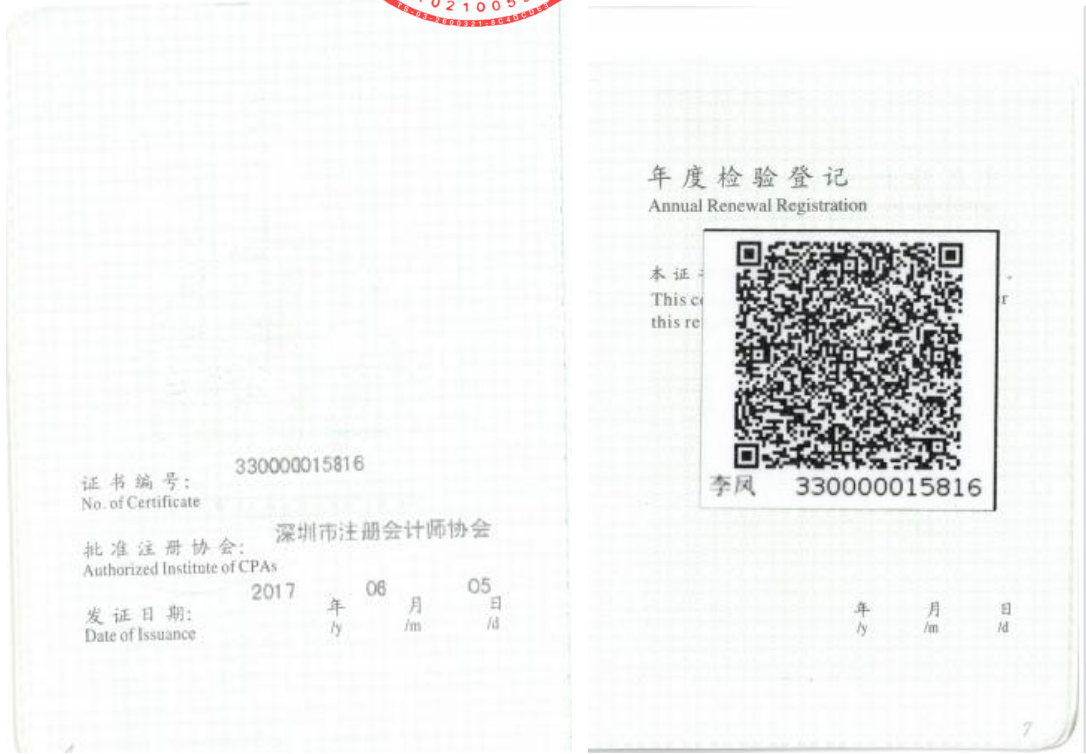 021005
证书编号:
330000015816
No. of Certificate
批准注册协会:
深圳市注册会计师协会
Authorized Institute of CPAs
发证日期:
2017 年 06 月 05 日
Date of Issuance
/y /m /d
年度检验登记
Annual Renewal Registration
本证
This
this re
李凤 330000015816
年 月 日
/y /m /d
7